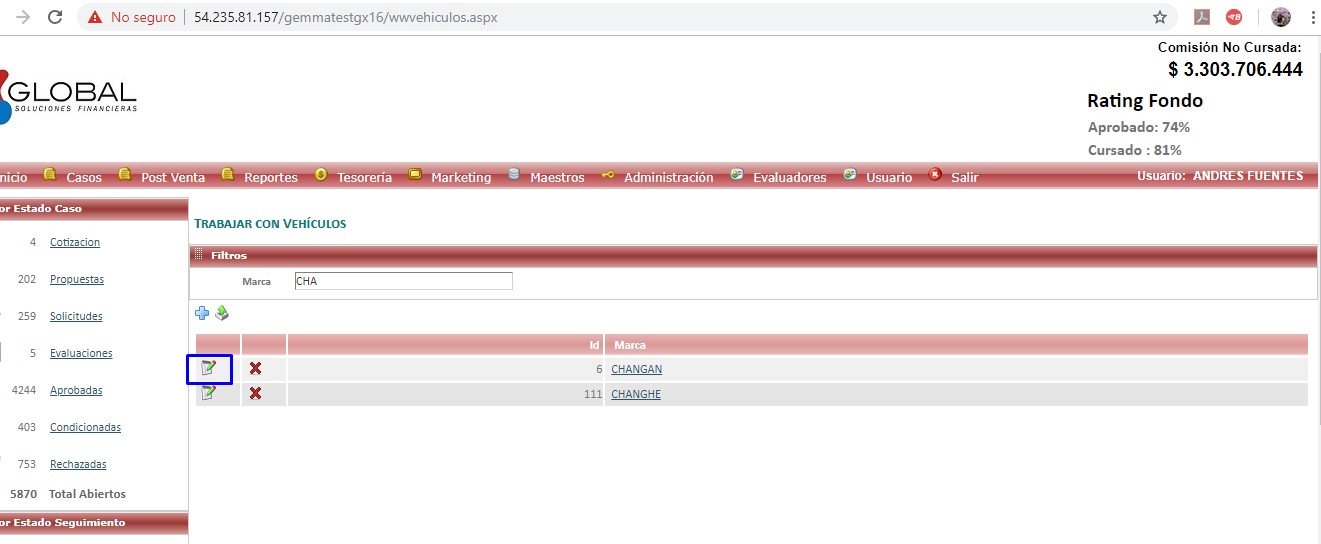 No seguro | 54.235.81.157/gemmatestgx16/wwvehiculos.aspx
Comisión No Cursada:
$ 3.303.706.444
GLOBAL
SOLUCIONES FINANCIERAS
Rating Fondo
Aprobado: 74%
Cursado : 81%
nicio Casos Post Venta Reportes Tesorería Marketing Maestros Administración Evaluadores Usuario Salir Usuario: ANDRES FUENTES
or Estado Caso
4 Cotizacion
202 Propuestas
259 Solicitudes
5 Evaluaciones
4244 Aprobadas
403 Condicionadas
753 Rechazadas
5870 Total Abiertos
or Estado Seguimiento
TRABAJAR CON VEHÍCULOS
Filtros
Marca CHA
Id Marca
6 CHANGAN
111 CHANGHE